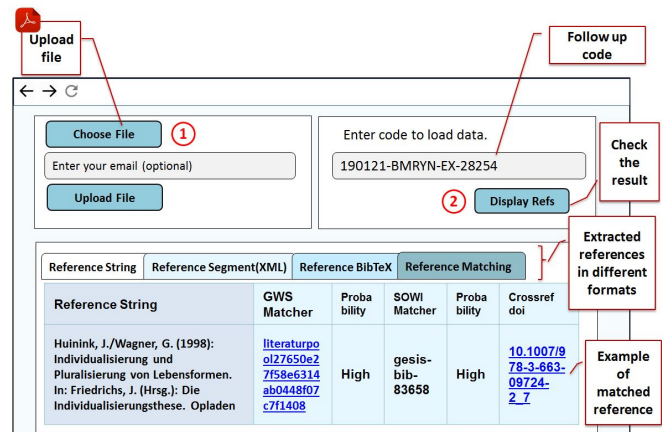 Upload
file
Follow up
code
Choose File
1
Enter your email (optional)
Upload File
Enter code to load data.
190121-BMRYN-EX-28254
2
Display Refs
Check
the
result
Extracted
references
in different
formats
Reference String
Reference Segment(XML)
Reference BibTeX
Reference Matching
Reference String
GWS
Matcher
Proba
bility
SOWI
Matcher
Proba
bility
Crossref
doi
Huinink, J./Wagner, G. (1998):
Individualisierung und
Pluralisierung von Lebensformen.
In: Friedrichs, J. (Hrsg.): Die
Individualisierungsthese. Opladen
literaturpo
ol27650e2
7f58e6314
ab0448f07
c7f1408
High
gesis-
bib-
83658
High
10.1007/9
78-3-663-
09724-
2_7
Example
of
matched
reference